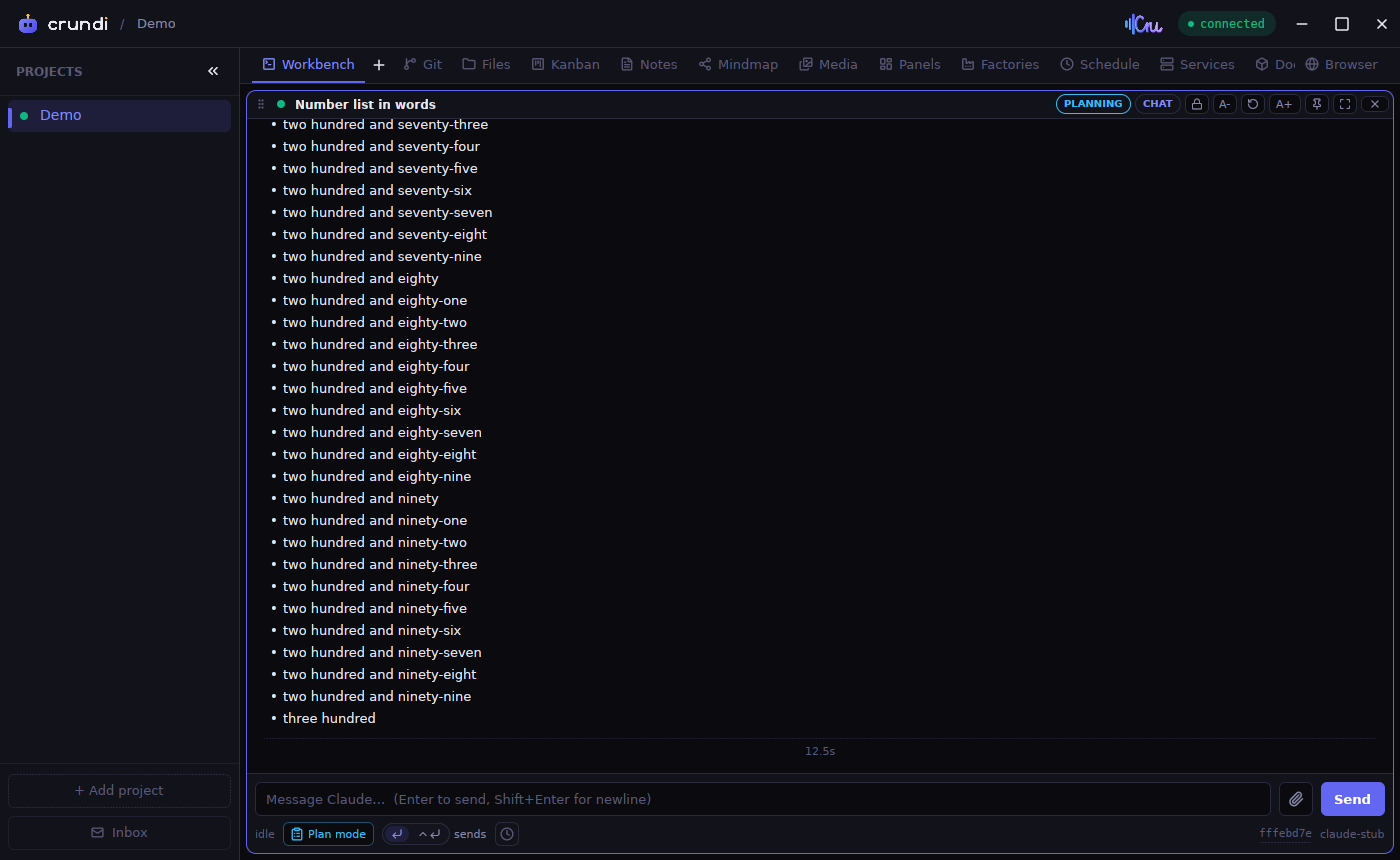 crundi / Demo
Cru
connected
PROJECTS
Workbench
Git
Files
Kanban
Notes
Mindmap
Media
Panels
Factories
Schedule
Services
Do
Browser
Demo
Number list in words
PLANNING
CHAT
A-
A+
• two hundred and seventy-three
• two hundred and seventy-four
• two hundred and seventy-five
• two hundred and seventy-six
• two hundred and seventy-seven
• two hundred and seventy-eight
• two hundred and seventy-nine
• two hundred and eighty
• two hundred and eighty-one
• two hundred and eighty-two
• two hundred and eighty-three
• two hundred and eighty-four
• two hundred and eighty-five
• two hundred and eighty-six
• two hundred and eighty-seven
• two hundred and eighty-eight
• two hundred and eighty-nine
• two hundred and ninety
• two hundred and ninety-one
• two hundred and ninety-two
• two hundred and ninety-three
• two hundred and ninety-four
• two hundred and ninety-five
• two hundred and ninety-six
• two hundred and ninety-seven
• two hundred and ninety-eight
• two hundred and ninety-nine
• three hundred
12.5s
+ Add project
Inbox
Message Claude... (Enter to send, Shift+Enter for newline)
Send
idle
Plan mode
sends
fffebd7e
claude-stub